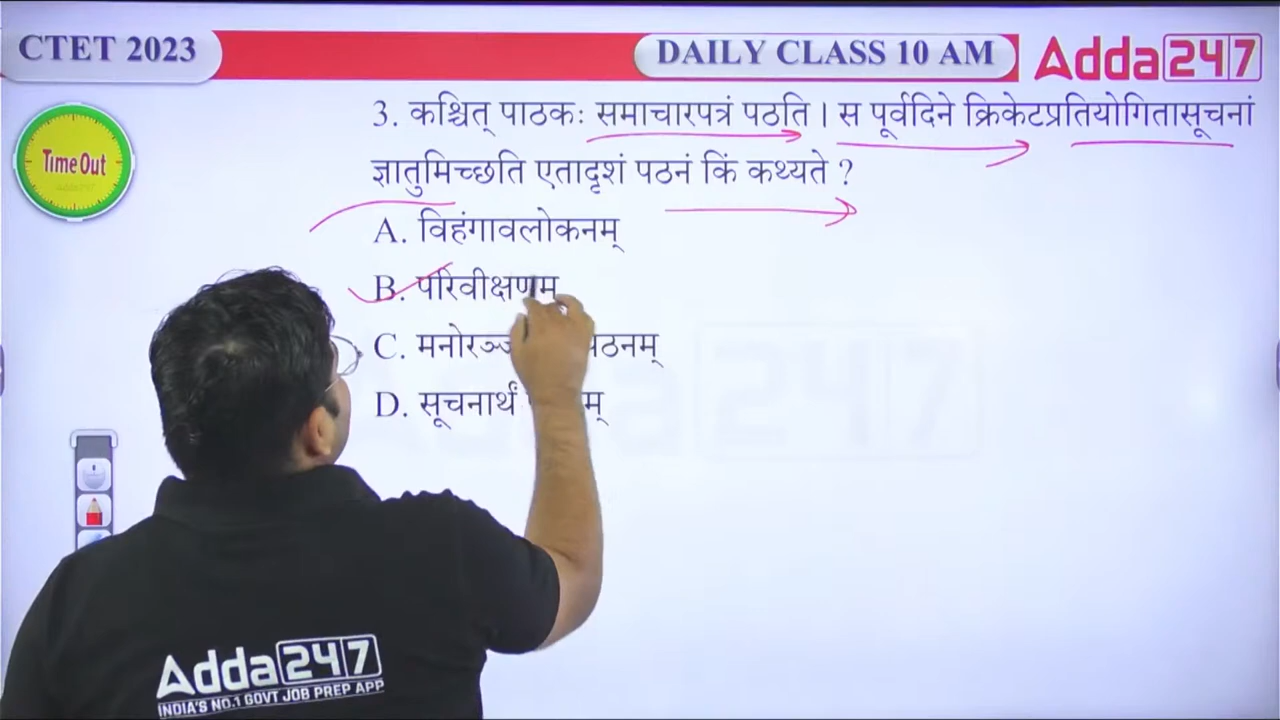 CTET 2023
DAILY CLASS 10 AM
Adda247
Time Out
3. कश्चित् पाठकः समाचारपत्रं पठति । स पूर्वदिने क्रिकेटप्रतियोगितासूचनां
ज्ञातुमिच्छति एतादृशं पठनं किं कथ्यते ?
A. विहंगावलोकनम्
B. परिवीक्षणम्
C.
D. सूचनार्थं
Adda247
INDIA'S NO.1 GOVT JOB PREP APP